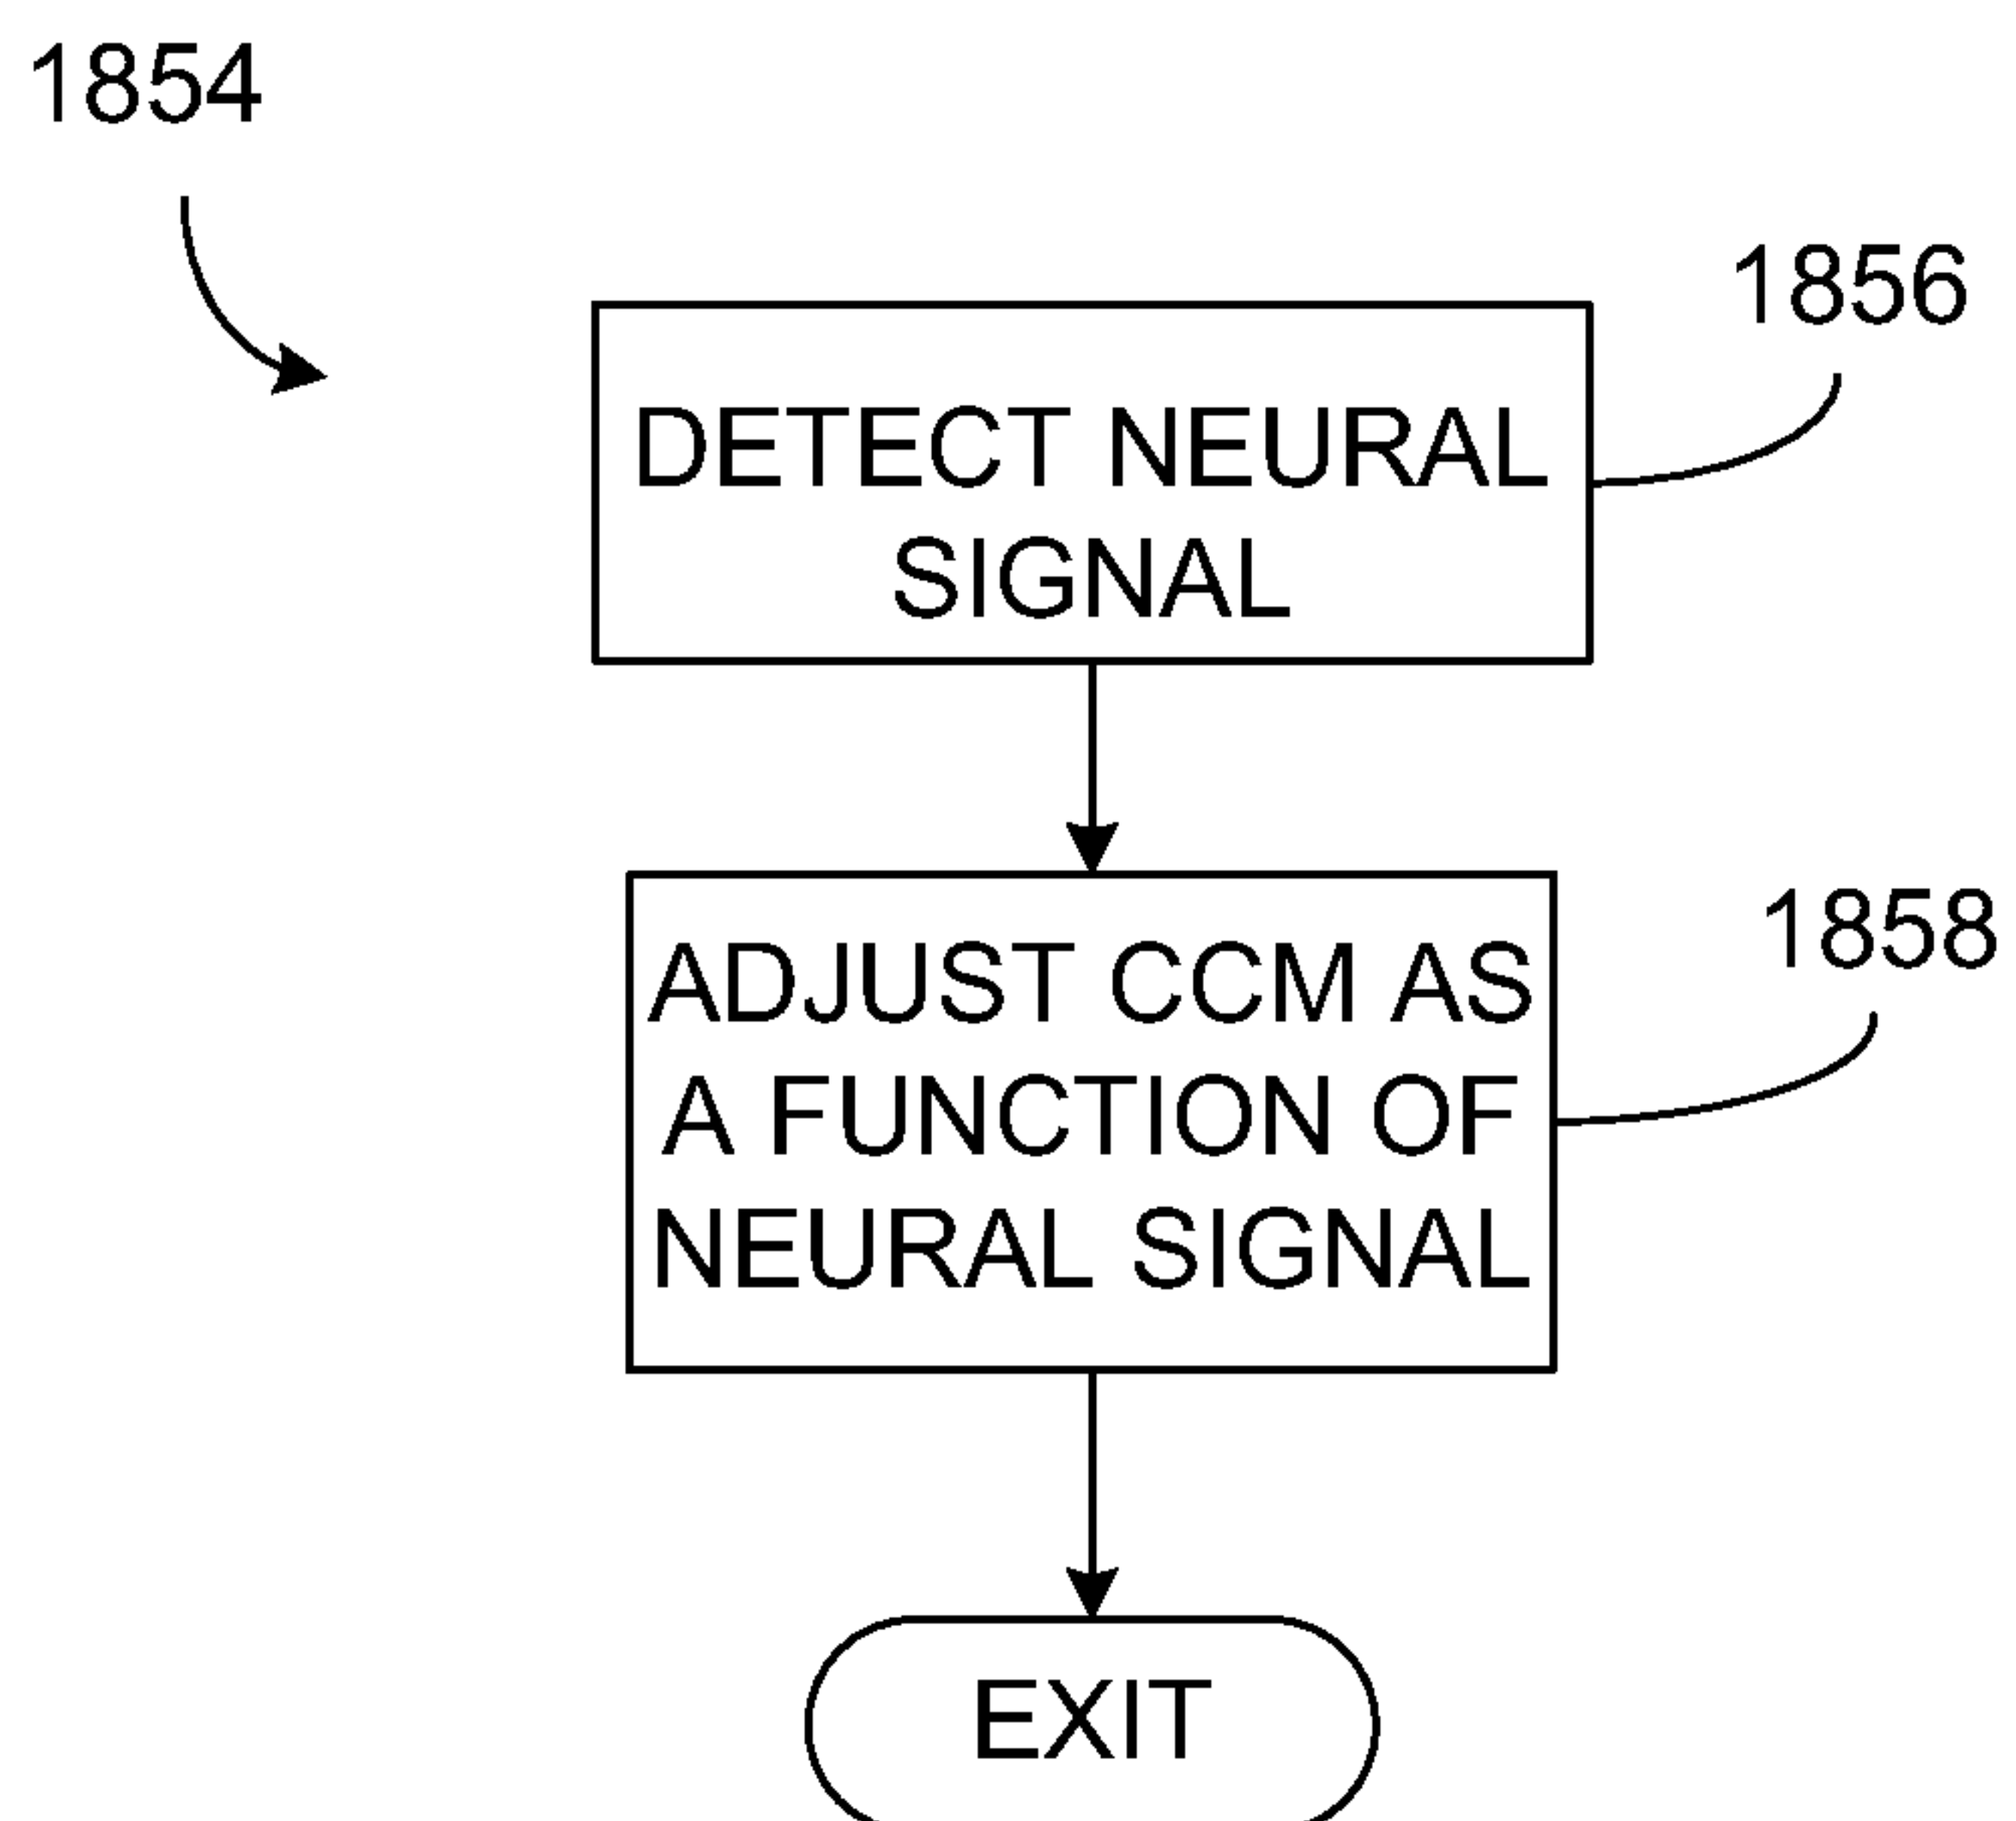 1854
1856
DETECT NEURAL
SIGNAL
1858
ADJUST CCM AS
A FUNCTION OF
NEURAL SIGNAL
EXIT